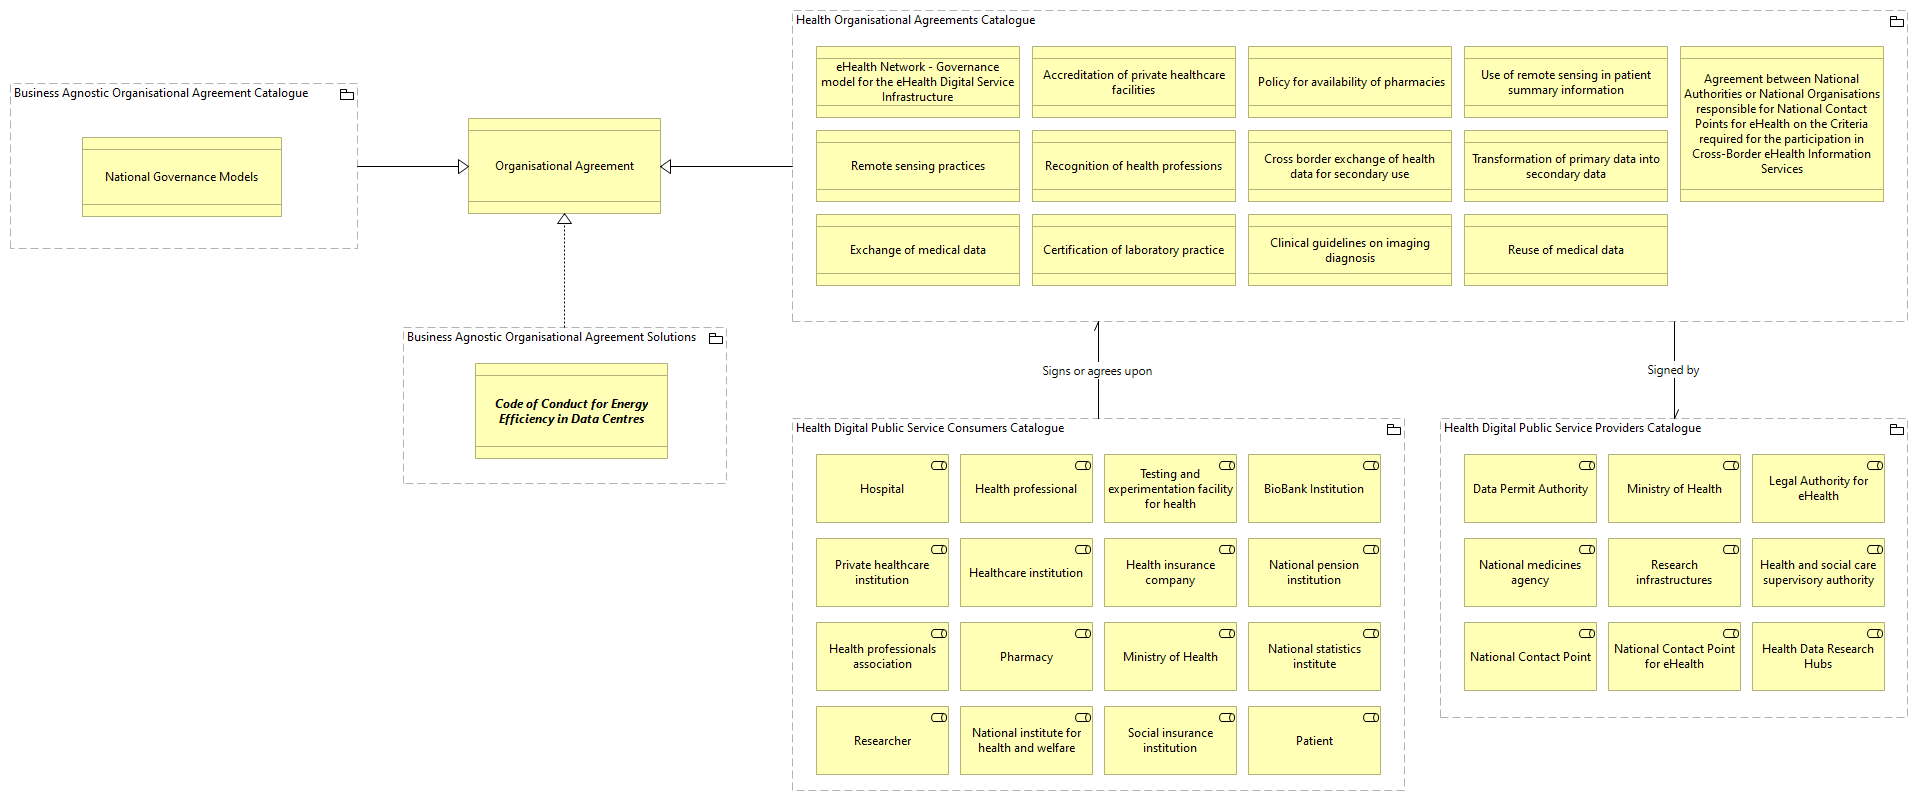 Health Organisational Agreements Catalogue
eHealth Network - Governance
model for the eHealth Digital Service
Infrastructure
Accreditation of private healthcare
facilities
Policy for availability of pharmacies
Use of remote sensing in patient
summary information
Agreement between National
Authorities or National Organisations
responsible for National Contact
Points for eHealth on the Criteria
required for the participation in
Cross-Border eHealth Information
Services
Remote sensing practices
Recognition of health professions
Cross border exchange of health
data for secondary use
Transformation of primary data into
secondary data
Exchange of medical data
Certification of laboratory practice
Clinical guidelines on imaging
diagnosis
Reuse of medical data
Business Agnostic Organisational Agreement Catalogue
National Governance Models
Organisational Agreement
Business Agnostic Organisational Agreement Solutions
Code of Conduct for Energy
Efficiency in Data Centres
Signs or agrees upon
Signed by
Health Digital Public Service Consumers Catalogue
Hospital
Health professional
Testing and
experimentation facility
for health
BioBank Institution
Private healthcare
institution
Healthcare institution
Health insurance
company
National pension
institution
Health professionals
association
Pharmacy
Ministry of Health
National statistics
institute
Researcher
National institute for
health and welfare
Social insurance
institution
Patient
Health Digital Public Service Providers Catalogue
Data Permit Authority
Ministry of Health
Legal Authority for
eHealth
National medicines
agency
Research
infrastructures
Health and social care
supervisory authority
National Contact Point
National Contact Point
for eHealth
Health Data Research
Hubs